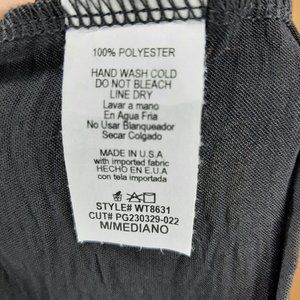 100% POLYESTER
HAND WASH COLD
DO NOT BLEACH
LINE DRY
Lavar a mano
En Agua Fria
No Usar Blanqueador
Secar Colgado
MADE IN U.S.A
with imported fabric
HECHO EN E.U.A
con tela importada
STYLE# WT8631
CUT# PG230329-022
M/MEDIANO